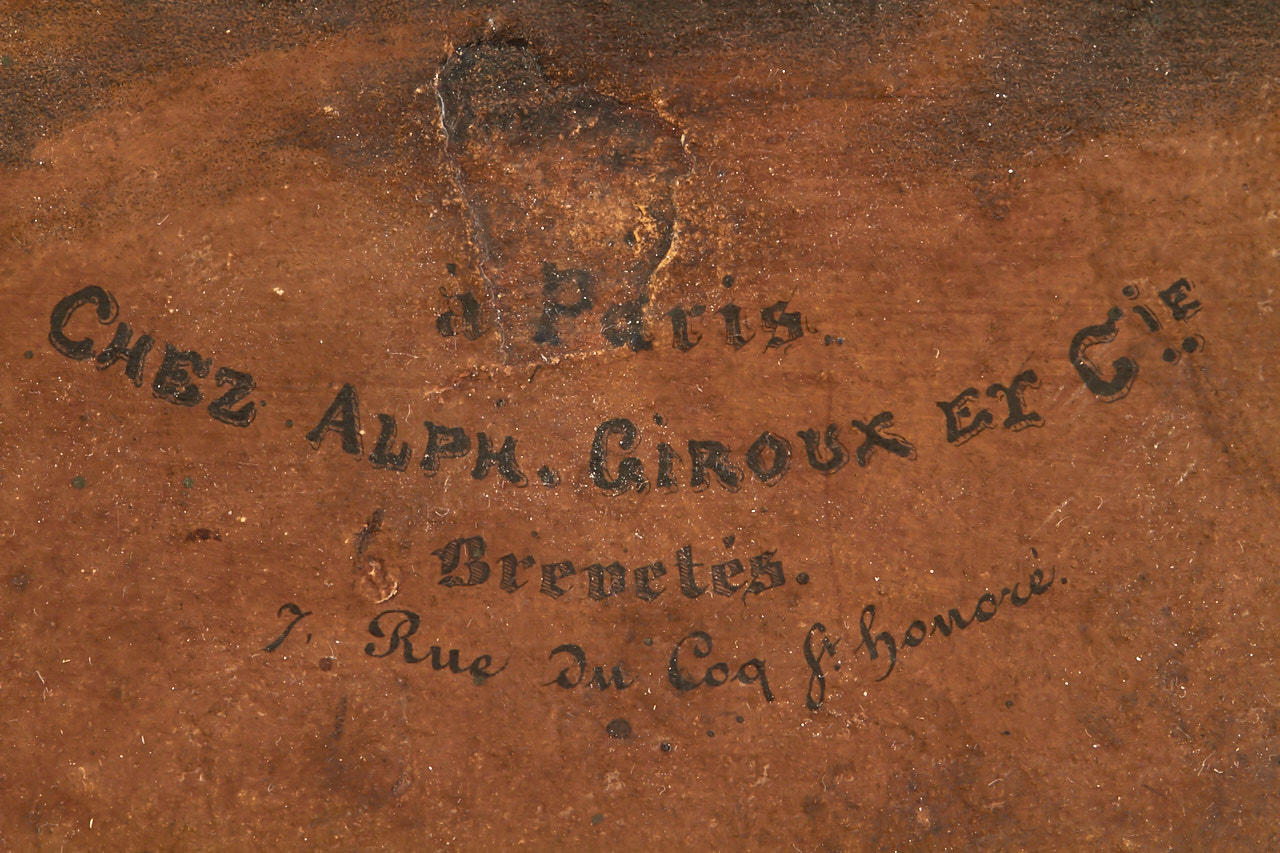 à Paris.
CHEZ ALPH. GIROUX ET Cie
Brevetés.
7, Rue du Coq St. honoré.